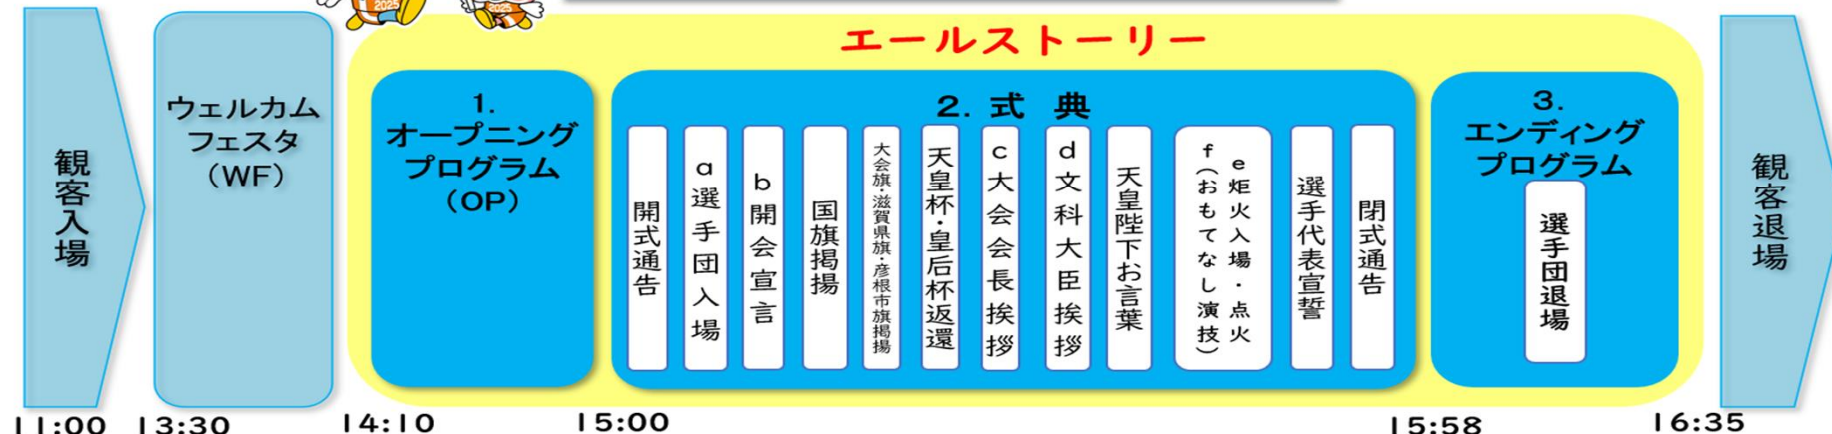 2025
2025
エールストーリー
観客入場
ウェルカム
フェスタ
(WF)
1.
オープニング
プログラム
(OP)
2. 式 典
開式通告
a選手団入場
b開会宣言
国旗掲揚
大会旗・滋賀県旗・彦根市旗掲揚
天皇杯・皇后杯返還
c大会会長挨拶
d文科大臣挨拶
天皇陛下お言葉
e炬火入場・点火
f(おもてなし演技)
選手代表宣誓
閉式通告
3.
エンディング
プログラム
選手団退場
観客退場
11:00
13:30
14:10
15:00
15:58
16:35